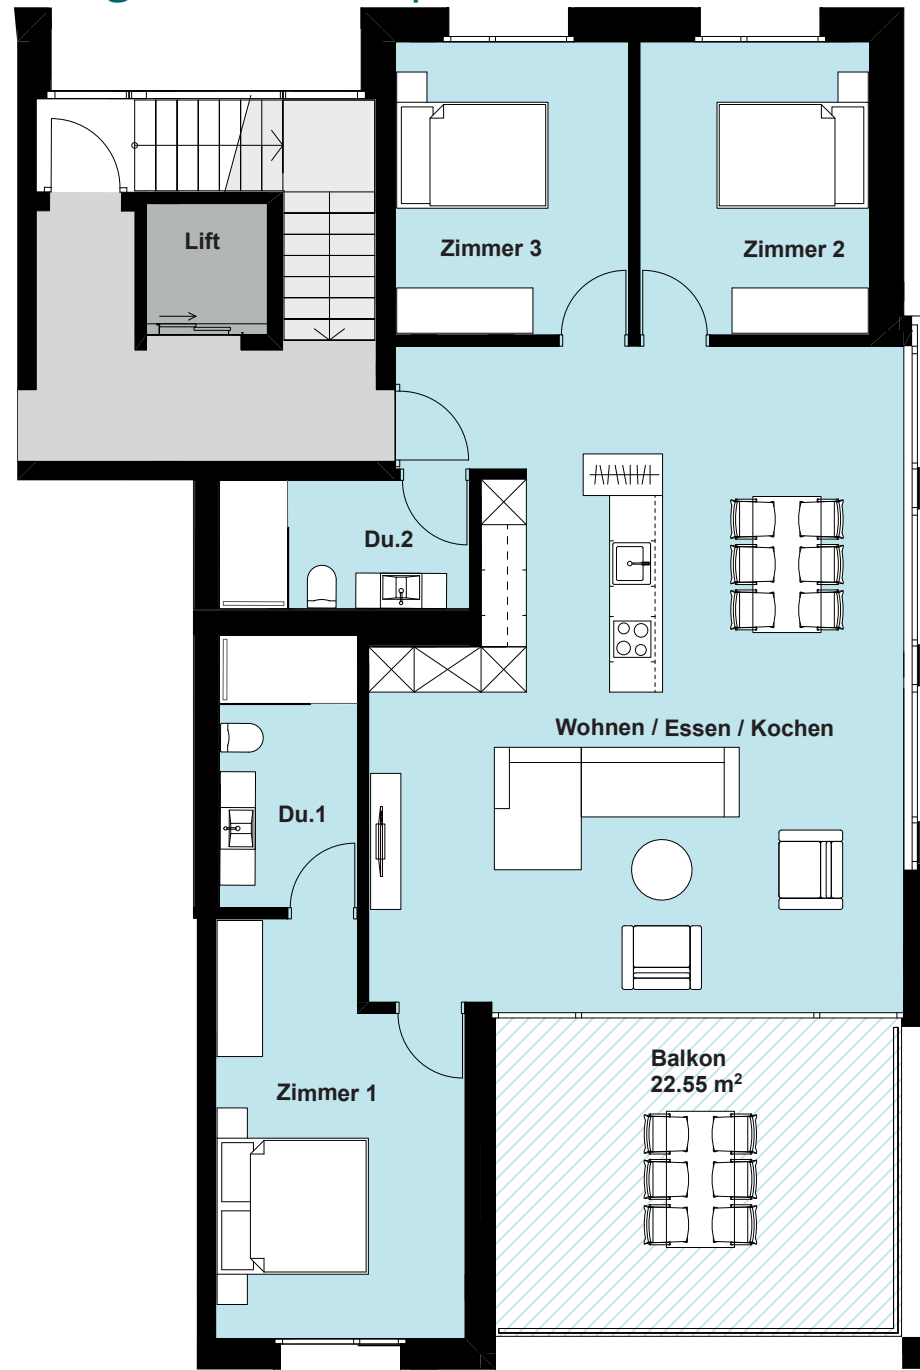 Lift
Zimmer 3
Zimmer 2
Du.2
Wohnen / Essen / Kochen
Du.1
Balkon
22.55 m²
Zimmer 1